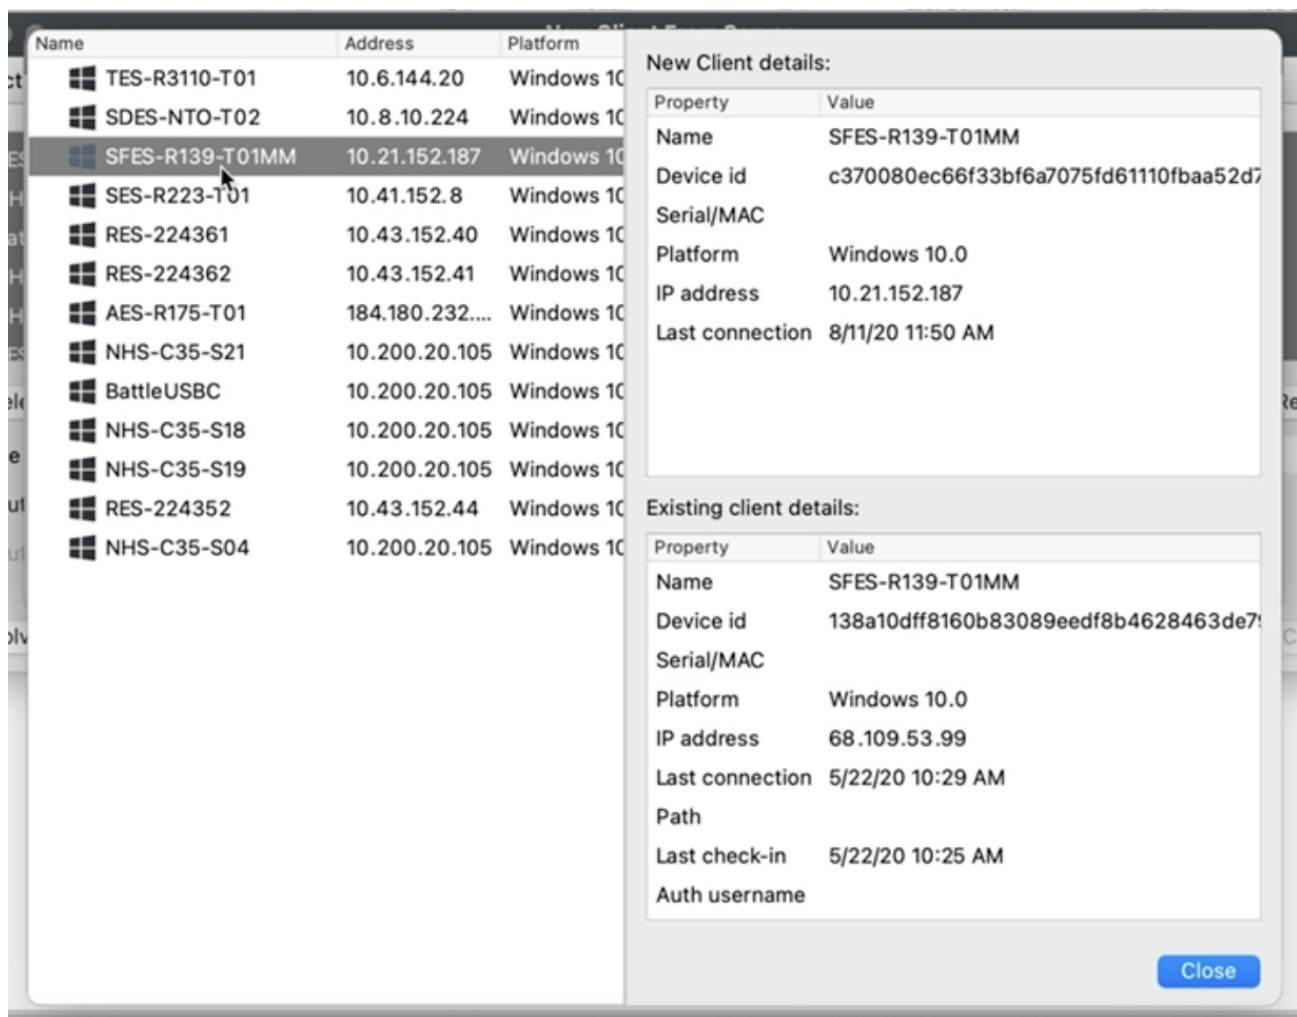 Name Address Platform
TES-R3110-T01 10.6.144.20 Windows 10
SDES-NTO-T02 10.8.10.224 Windows 10
SFES-R139-T01MM 10.21.152.187 Windows 10
SES-R223-T01 10.41.152.8 Windows 10
RES-224361 10.43.152.40 Windows 10
RES-224362 10.43.152.41 Windows 10
AES-R175-T01 184.180.232.... Windows 10
NHS-C35-S21 10.200.20.105 Windows 10
BattleUSBC 10.200.20.105 Windows 10
NHS-C35-S18 10.200.20.105 Windows 10
NHS-C35-S19 10.200.20.105 Windows 10
RES-224352 10.43.152.44 Windows 10
NHS-C35-S04 10.200.20.105 Windows 10
New Client details:
Property Value
Name SFES-R139-T01MM
Device id c370080ec66f33bf6a7075fd61110fbaa52d7
Serial/MAC
Platform Windows 10.0
IP address 10.21.152.187
Last connection 8/11/20 11:50 AM
Existing client details:
Property Value
Name SFES-R139-T01MM
Device id 138a10dff8160b83089eedf8b4628463de79
Serial/MAC
Platform Windows 10.0
IP address 68.109.53.99
Last connection 5/22/20 10:29 AM
Path
Last check-in 5/22/20 10:25 AM
Auth username
Close